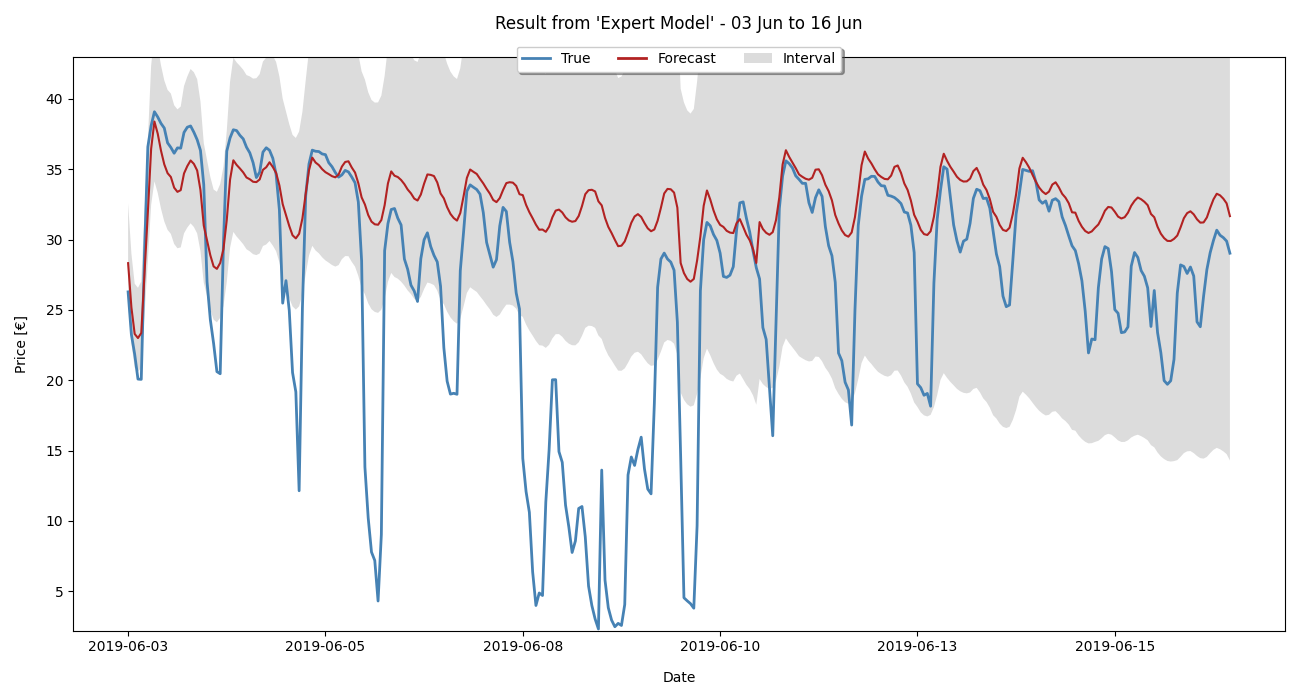 Result from 'Expert Model' - 03 Jun to 16 Jun
True Forecast Interval
40
35
30
25
20
15
10
5
Price [€]
2019-06-03 2019-06-05 2019-06-08 2019-06-10 2019-06-13 2019-06-15
Date